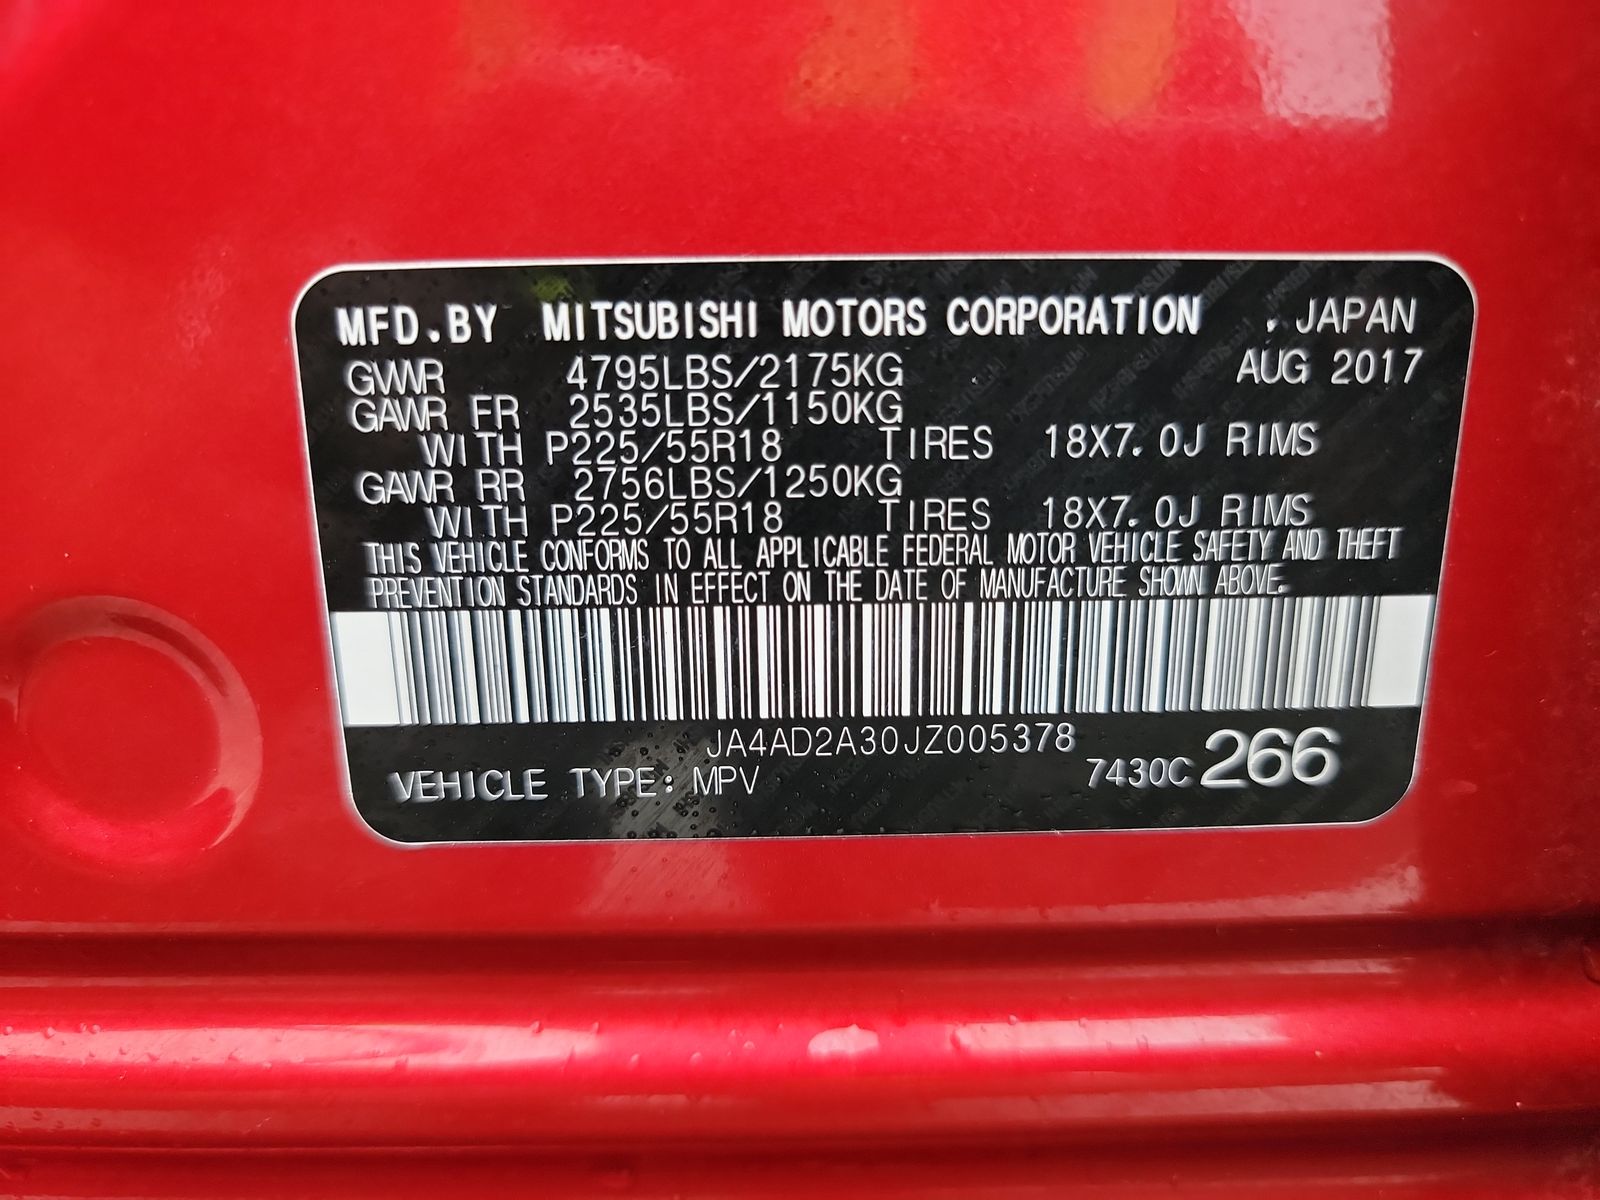 MFD.BY MITSUBISHI MOTORS CORPORATION . JAPAN
GVWR 4795LBS/2175KG AUG 2017
GAWR FR 2535LBS/1150KG
WITH P225/55R18 TIRES 18X7.0J RIMS
GAWR RR 2756LBS/1250KG
WITH P225/55R18 TIRES 18X7.0J RIMS
THIS VEHICLE CONFORMS TO ALL APPLICABLE FEDERAL MOTOR VEHICLE SAFETY AND THEFT
PREVENTION STANDARDS IN EFFECT ON THE DATE OF MANUFACTURE SHOWN ABOVE.
JA4AD2A30JZ005378
VEHICLE TYPE: MPV 7430C 266